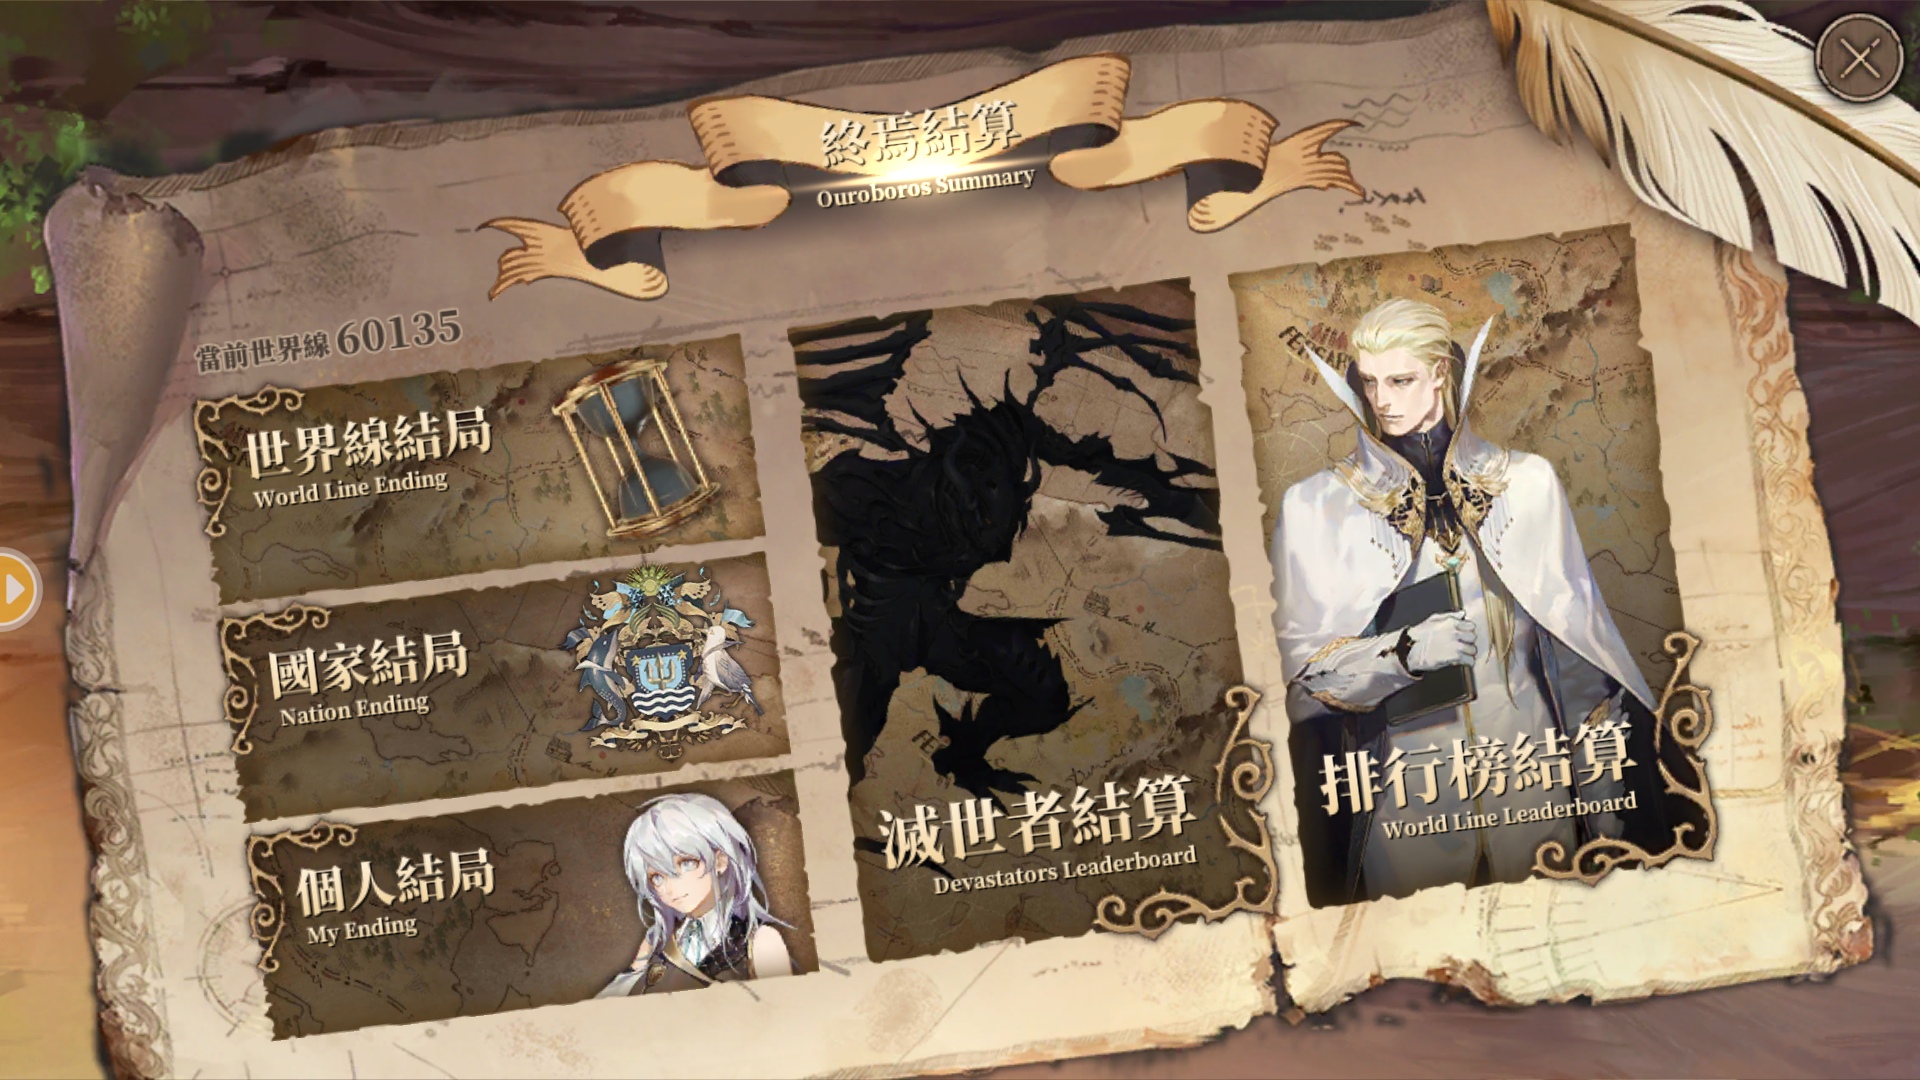 終焉結算
Ouroboros Summary
當前世界線 60135
世界線結局
World Line Ending
國家結局
Nation Ending
個人結局
My Ending
滅世者結算
Devastators Leaderboard
排行榜結算
World Line Leaderboard